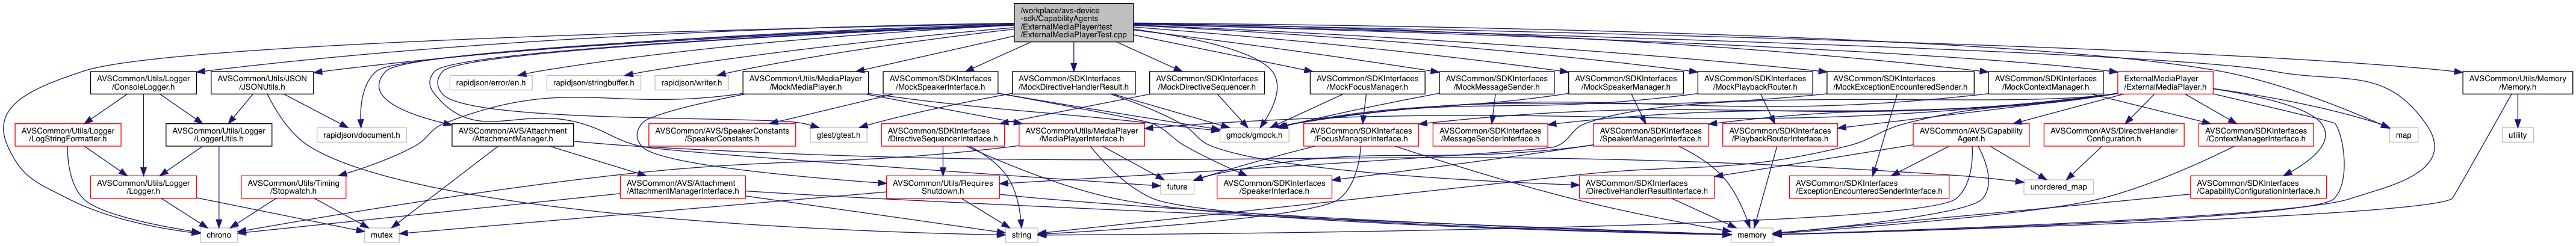 /workplace/avs-device
-sdk/CapabilityAgents
/ExternalMediaPlayer/test
/ExternalMediaPlayerTest.cpp
AVSCommon/Utils/Logger
/ConsoleLogger.h
AVSCommon/Utils/JSON
/JSONUtils.h
rapidjson/error/en.h
rapidjson/stringbuffer.h
rapidjson/writer.h
AVSCommon/Utils/MediaPlayer
/MockMediaPlayer.h
AVSCommon/SDKInterfaces
/MockSpeakerInterface.h
AVSCommon/SDKInterfaces
/MockDirectiveHandlerResult.h
AVSCommon/SDKInterfaces
/MockDirectiveSequencer.h
AVSCommon/SDKInterfaces
/MockFocusManager.h
AVSCommon/SDKInterfaces
/MockMessageSender.h
AVSCommon/SDKInterfaces
/MockSpeakerManager.h
AVSCommon/SDKInterfaces
/MockPlaybackRouter.h
AVSCommon/SDKInterfaces
/MockExceptionEncounteredSender.h
AVSCommon/SDKInterfaces
/MockContextManager.h
ExternalMediaPlayer
/ExternalMediaPlayer.h
AVSCommon/Utils/Memory
/Memory.h
AVSCommon/Utils/Logger
/LogStringFormatter.h
AVSCommon/Utils/Logger
/LoggerUtils.h
rapidjson/document.h
AVSCommon/AVS/Attachment
/AttachmentManager.h
AVSCommon/AVS/SpeakerConstants
/SpeakerConstants.h
gtest/gtest.h
AVSCommon/SDKInterfaces
/DirectiveSequencerInterface.h
AVSCommon/Utils/MediaPlayer
/MediaPlayerInterface.h
gmock/gmock.h
AVSCommon/SDKInterfaces
/FocusManagerInterface.h
AVSCommon/SDKInterfaces
/MessageSenderInterface.h
AVSCommon/SDKInterfaces
/SpeakerManagerInterface.h
AVSCommon/SDKInterfaces
/PlaybackRouterInterface.h
AVSCommon/AVS/Capability
Agent.h
AVSCommon/AVS/DirectiveHandler
Configuration.h
AVSCommon/SDKInterfaces
/ContextManagerInterface.h
map
utility
AVSCommon/Utils/Logger
/Logger.h
AVSCommon/Utils/Timing
/Stopwatch.h
AVSCommon/AVS/Attachment
/AttachmentManagerInterface.h
AVSCommon/Utils/Requires
Shutdown.h
future
AVSCommon/SDKInterfaces
/SpeakerInterface.h
AVSCommon/SDKInterfaces
/DirectiveHandlerResultInterface.h
AVSCommon/SDKInterfaces
/ExceptionEncounteredSenderInterface.h
unordered_map
AVSCommon/SDKInterfaces
/CapabilityConfigurationInterface.h
chrono
mutex
string
memory